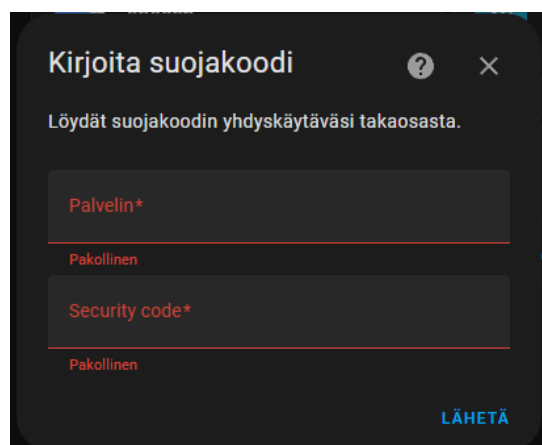 Kirjoita suojakoodi
Löydät suojakoodin yhdyskäytäväsi takaosasta.
Palvelin*
Pakollinen
Security code*
Pakollinen
LÄHETÄ